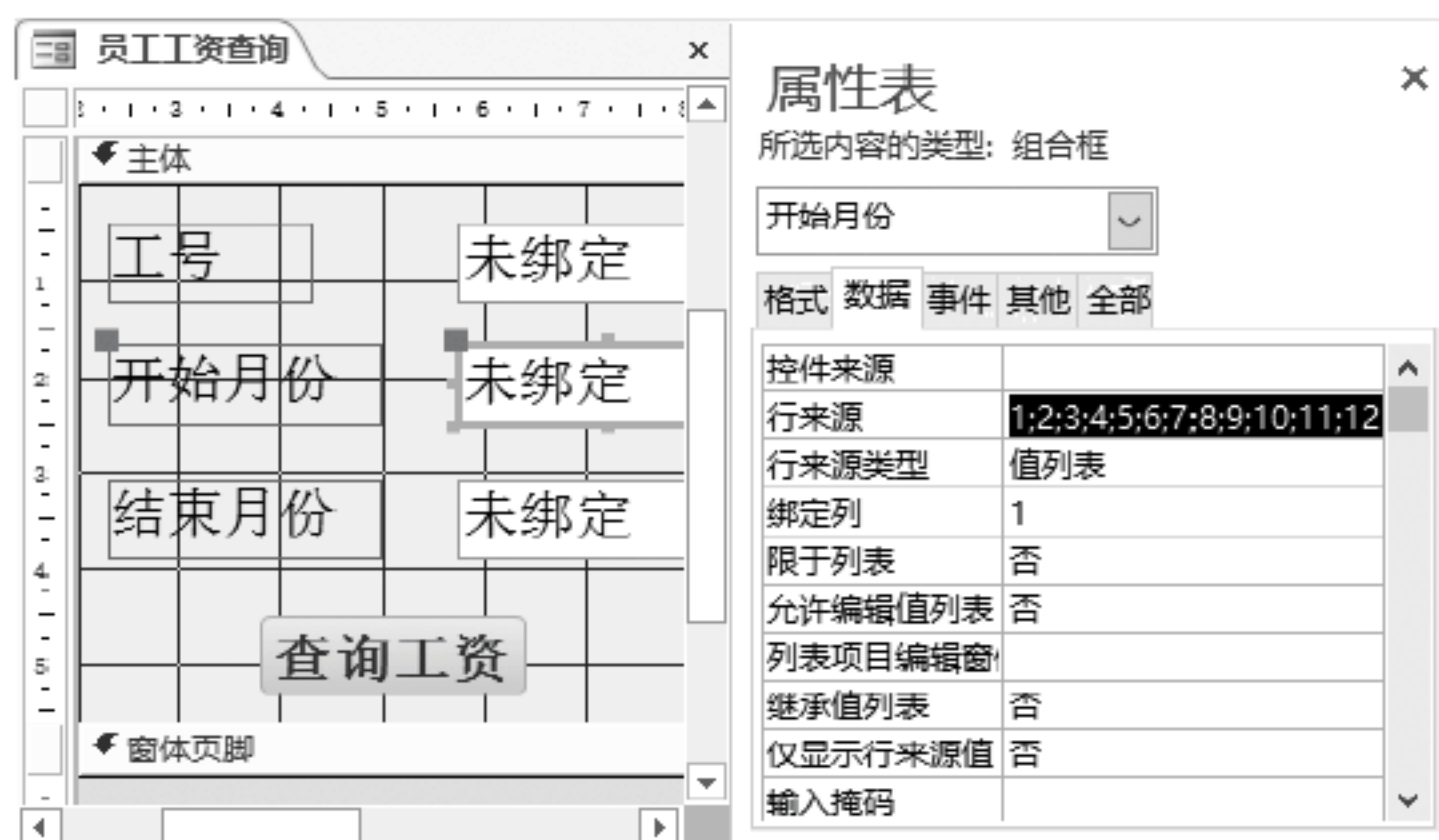 员工工资查询
3 4 5 6 7
主体
工号 未绑定
1
开始月份 未绑定
2
结束月份 未绑定
3
4
查询工资
5
窗体页脚
属性表
所选内容的类型: 组合框
开始月份
格式 数据 事件 其他 全部
控件来源
行来源 1;2;3;4;5;6;7;8;9;10;11;12
行来源类型 值列表
绑定列 1
限于列表 否
允许编辑值列表 否
列表项目编辑窗
继承值列表 否
仅显示行来源值 否
输入掩码